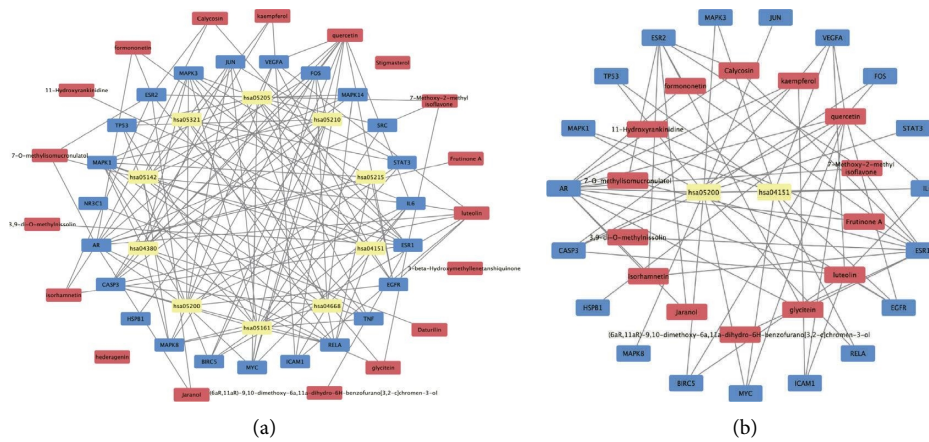 Calycosin
kaempferol
quercetin
formononetin
Stigmasterol
MAPK3
JUN
VEGFA
FOS
11-Hydroxyrankinidine
ESR2
hsa05205
MAPK14
7-Methoxy-2-methyl
isoflavone
hsa05321
hsa05210
TP53
SRC
7-O-methylisomucronulatol
STAT3
Frutinone A
MAPK1
hsa05142
hsa05215
NR3C1
IL6
luteolin
3,9-di-O-methylnissolin
AR
hsa04380
hsa04151
ESR1
3-beta-Hydroxymethyllenetanshiquinone
CASP3
EGFR
isorhamnetin
hsa05200
hsa04668
HSPB1
hsa05161
TNF
Daturilin
hederagenin
MAPK8
BIRC5
MYC
ICAM1
RELA
glycitein
Jaranol
(6aR,11aR)-9,10-dimethoxy-6a,11a-dihydro-6H-benzofurano[3,2-c]chromen-3-ol
(a)
MAPK3
JUN
ESR2
VEGFA
TP53
Calycosin
kaempferol
FOS
formononetin
MAPK1
11-Hydroxyrankinidine
quercetin
STAT3
7-Methoxy-2-methyl
isoflavone
AR
7-O-methylisomucronulatol
hsa05200
hsa04151
Frutinone A
CASP3
3,9-di-O-methylnissolin
ESR1
isorhamnetin
luteolin
HSPB1
Jaranol
glycitein
EGFR
(6aR,11aR)-9,10-dimethoxy-6a,11a-dihydro-6H-benzofurano[3,2-c]chromen-3-ol
MAPK8
RELA
BIRC5
MYC
ICAM1
(b)